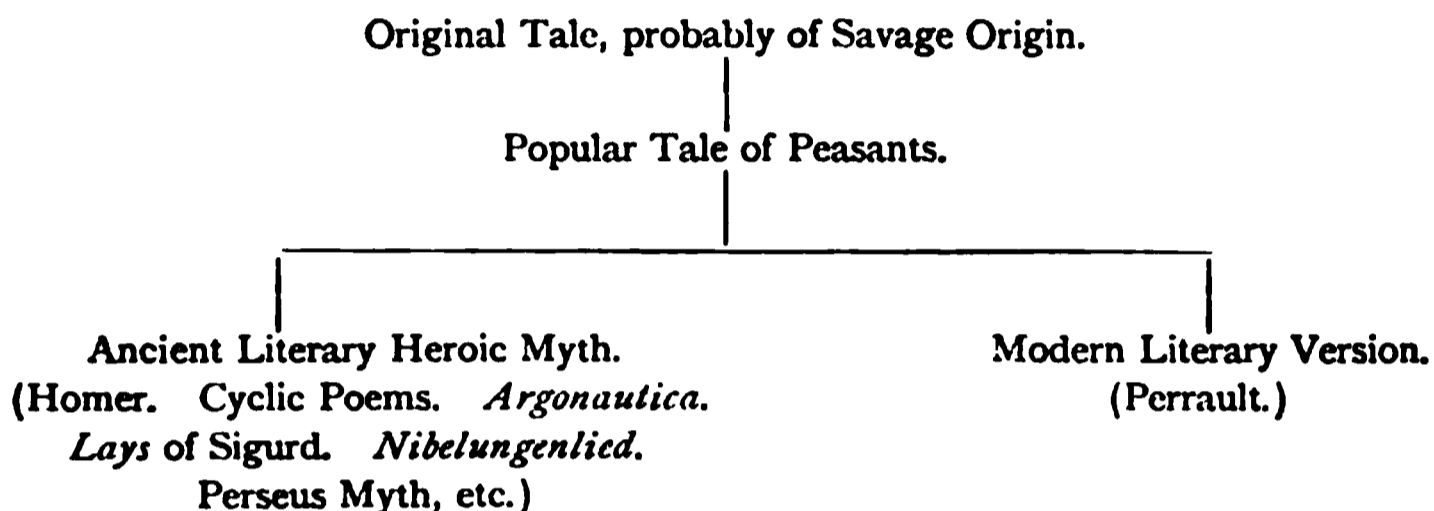 Original Tale, probably of Savage Origin.
Popular Tale of Peasants.
Ancient Literary Heroic Myth.
(Homer. Cyclic Poems. Argonautica.
Lays of Sigurd. Nibelungenlied.
Perseus Myth, etc.)
Modern Literary Version.
(Perrault.)